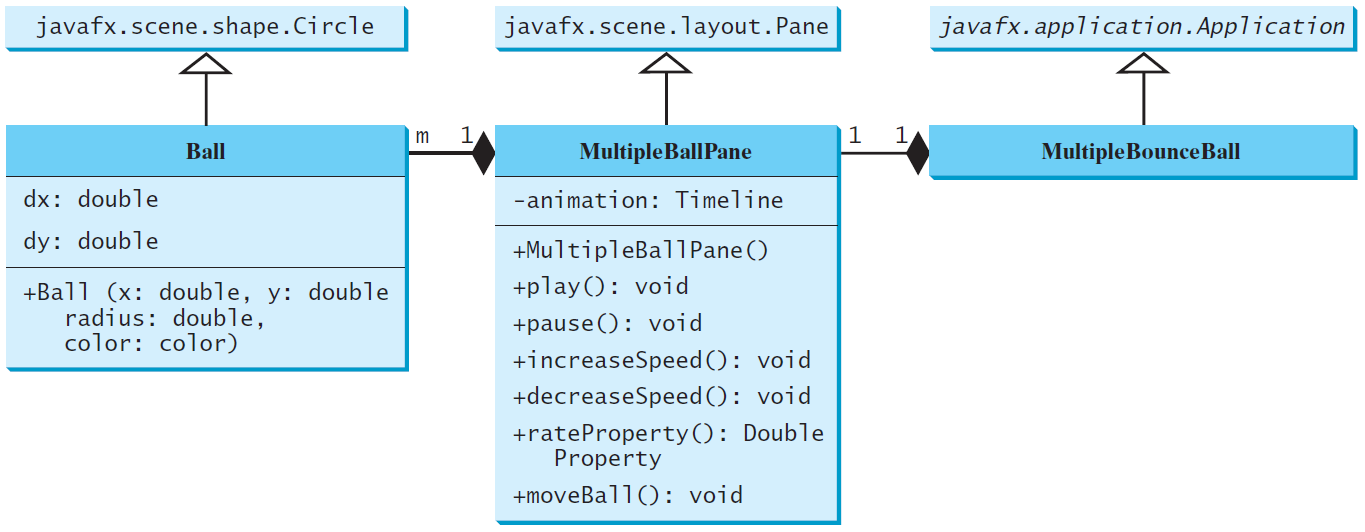 javafx.scene.shape.Circle
javafx.scene.layout.Pane
javafx.application.Application
Ball
m
1
MultipleBallPane
1
1
MultipleBounceBall
dx: double
dy: double
+Ball (x: double, y: double
radius: double,
color: color)
-animation: Timeline
+MultipleBallPane()
+play(): void
+pause(): void
+increaseSpeed(): void
+decreaseSpeed(): void
+rateProperty(): Double
Property
+moveBall(): void